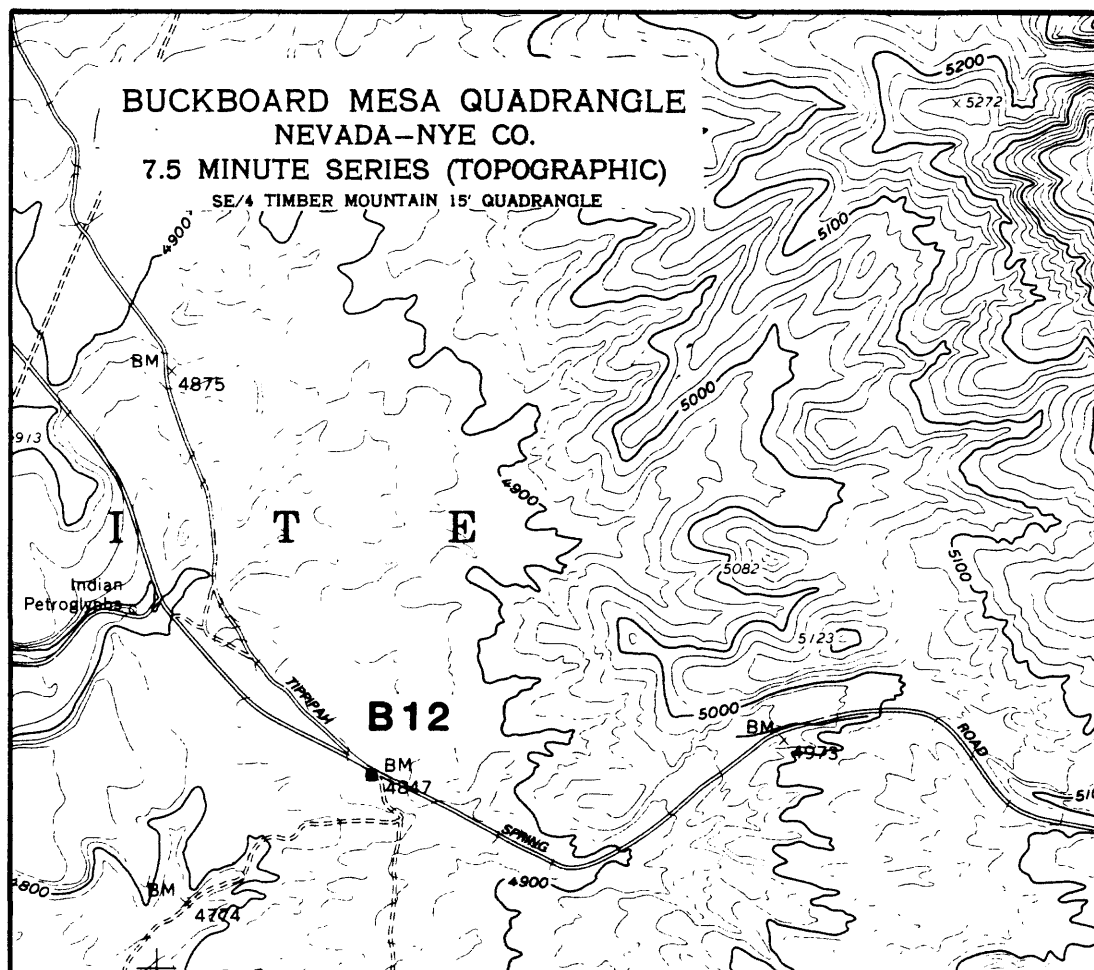 5200
× 5272
BUCKBOARD MESA QUADRANGLE
NEVADA-NYE CO.
7.5 MINUTE SERIES (TOPOGRAPHIC)
SE/4 TIMBER MOUNTAIN 15' QUADRANGLE
4900
5100
BM
4875
5000
4900
I T E
5100
5082
Indian
Petroglyphs
5123
TIPPIPAH
5000
B12
BM
ROAD
4973
BM
4847
SPRING
4900
4800
BM